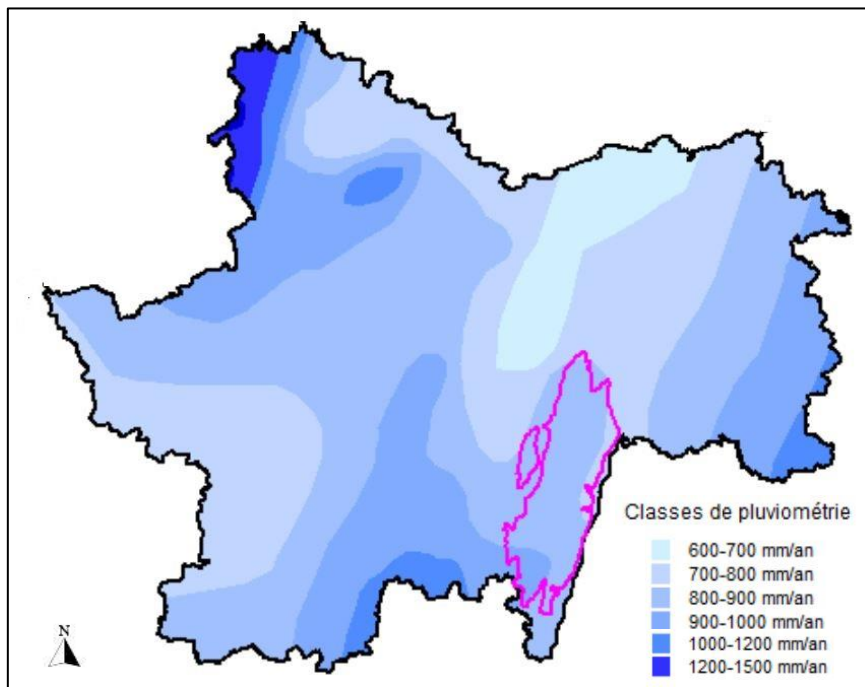 Classes de pluviométrie
600-700 mm/an
700-800 mm/an
800-900 mm/an
900-1000 mm/an
1000-1200 mm/an
1200-1500 mm/an
N